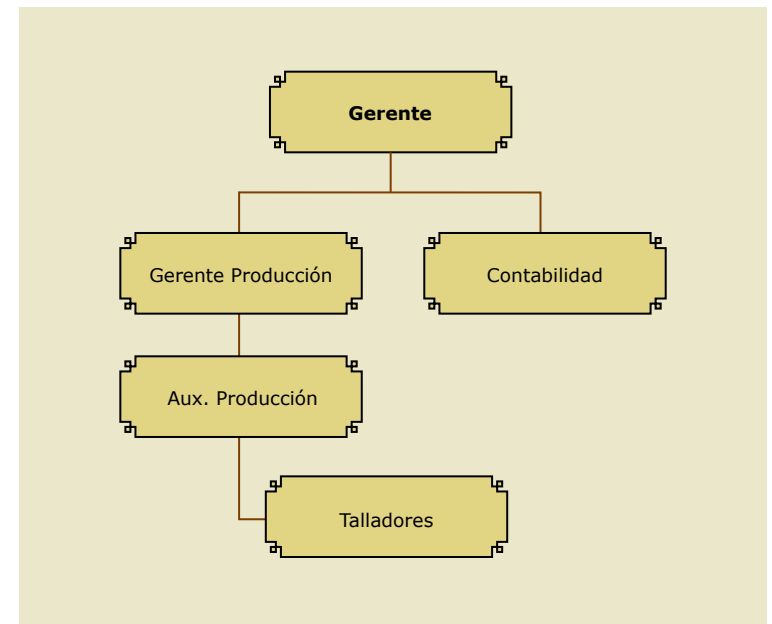 Gerente
Gerente Producción
Contabilidad
Aux. Producción
Talladores